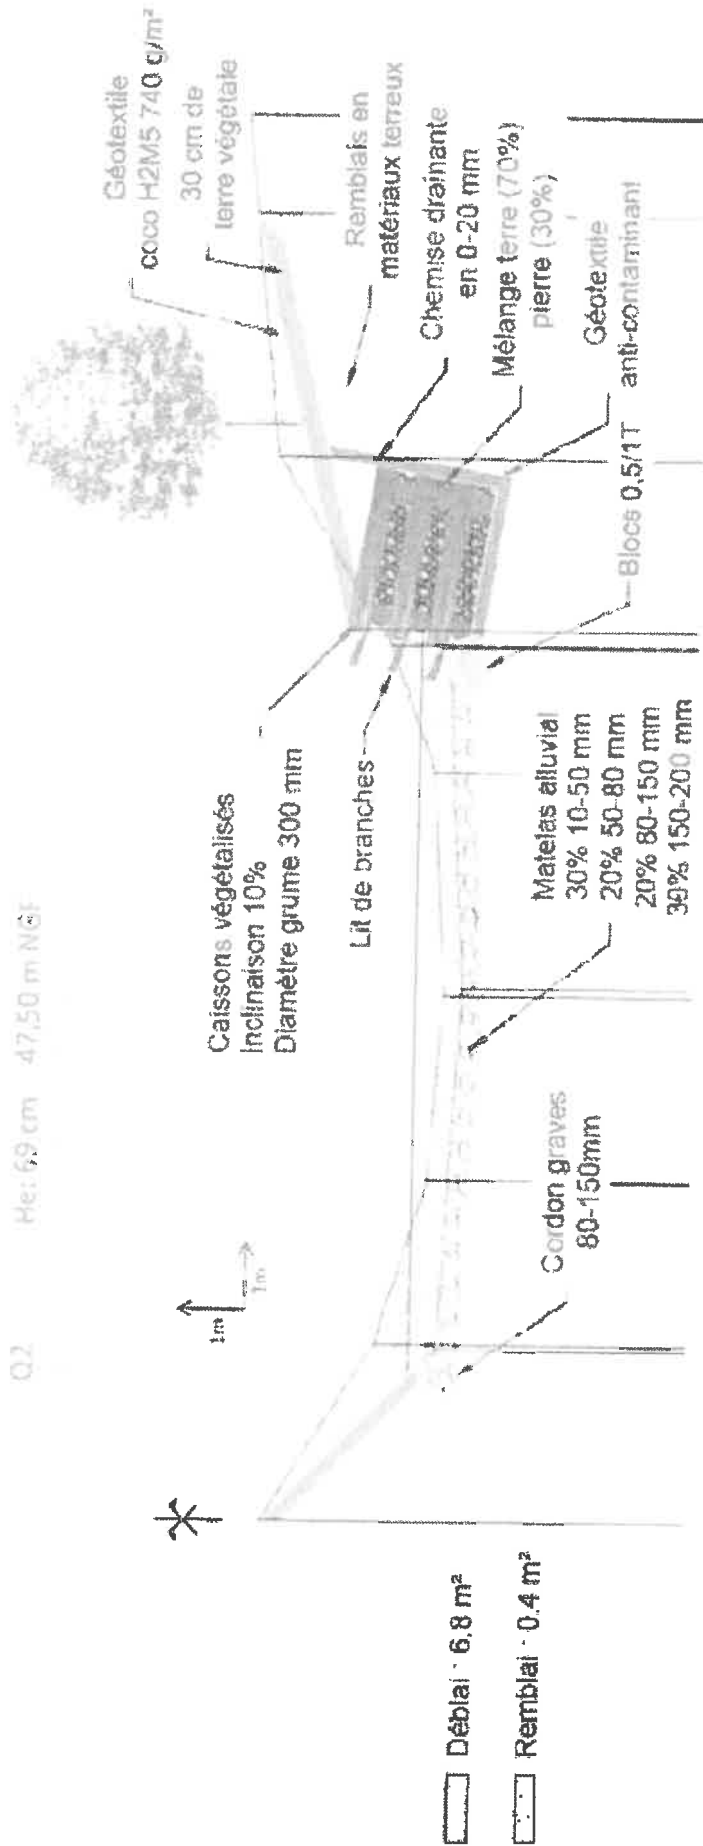 Q2 He: 69 cm 47,50 m NGF
Géotextile
coco H2M5 740 g/m²
30 cm de
terre végétale
Remblais en
matériaux terreux
Chemise drainante
en 0-20 mm
Mélange terre (70%)
pierre (30%)
Géotextile
anti-contaminant
Blocs 0.5/1T
Caissons végétalisés
Inclinaison 10%
Diamètre grume 300 mm
Lit de branches
Matelas alluvial
30% 10-50 mm
20% 50-80 mm
20% 80-150 mm
30% 150-200 mm
Cordon graves
80-150mm
1m
1m
Déblai : 6,8 m²
Remblai : 0.4 m²